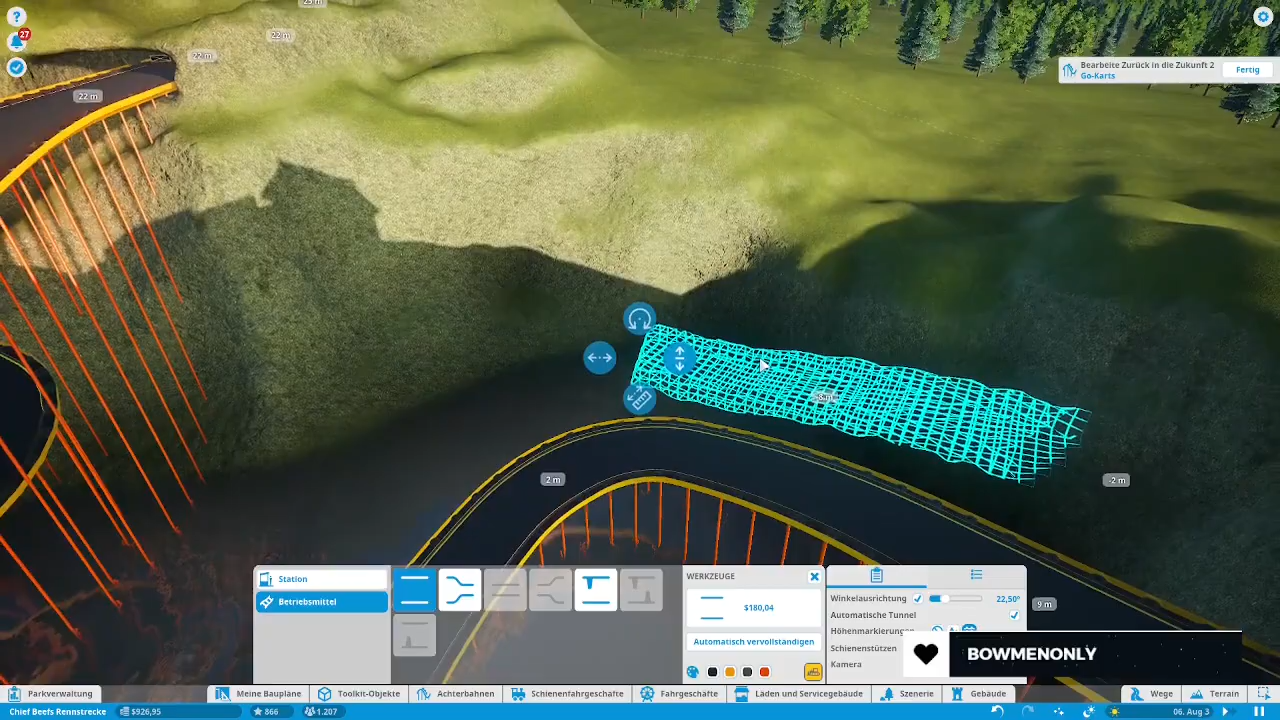 23 m
22 m
22 m
22 m
27
Bearbeite Zurück in die Zukunft 2
Go-Karts
Fertig
-8 m
2 m
-2 m
9 m
Station
Betriebsmittel
WERKZEUGE
$180,04
Automatisch vervollständigen
Winkelausrichtung
22,50°
Automatische Tunnel
Höhenmarkierungen
Schienenstützen
Kamera
BOWMENONLY
Parkverwaltung
Meine Baupläne
Toolkit-Objekte
Achterbahnen
Schienenfahrgeschäfte
Fahrgeschäfte
Läden und Servicegebäude
Szenerie
Gebäude
Wege
Terrain
Chief Beefs Rennstrecke
$926,95
866
1.207
06. Aug 3